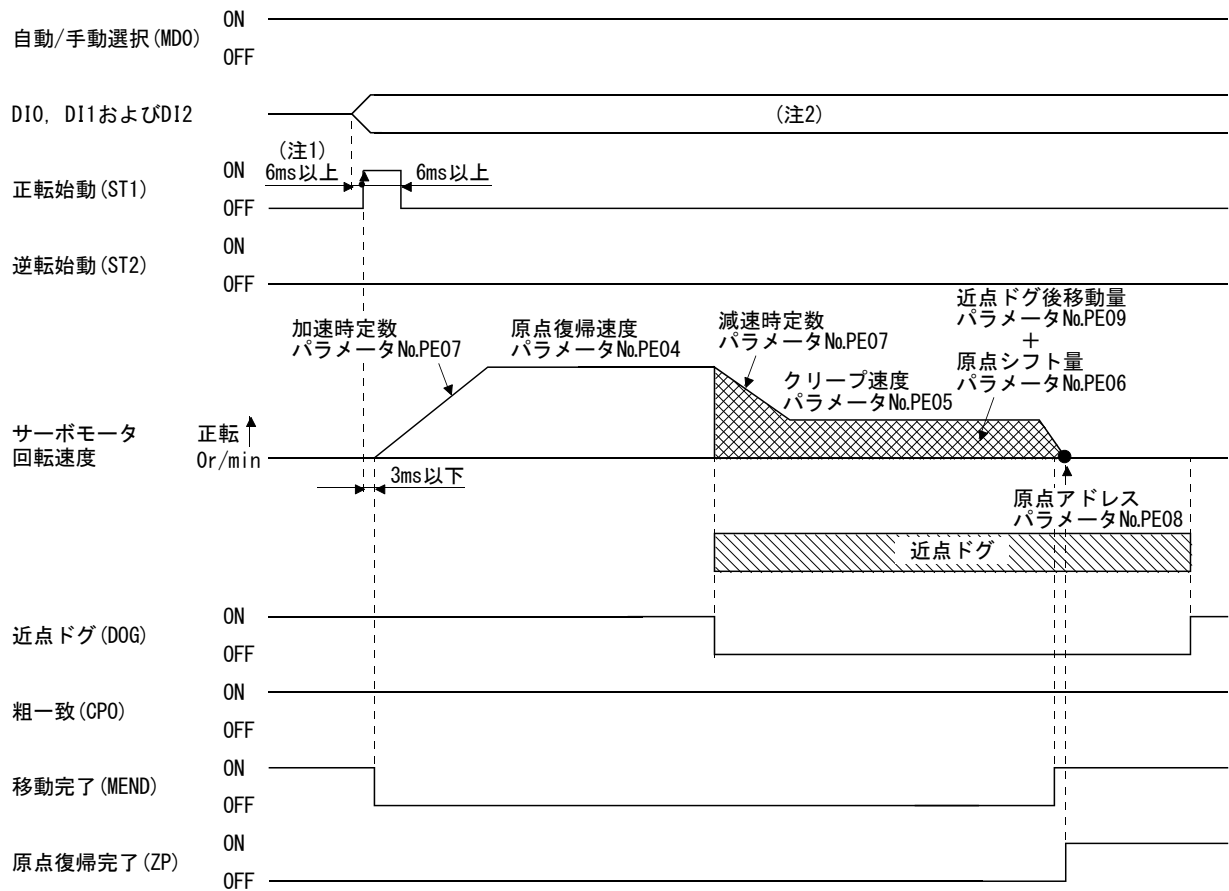 自動/手動選択(MD0)
ON
OFF
DI0, DI1およびDI2
(注2)
正転始動(ST1)
ON
OFF
(注1)
6ms以上
6ms以上
逆転始動(ST2)
ON
OFF
加速時定数
パラメータNo.PE07
原点復帰速度
パラメータNo.PE04
減速時定数
パラメータNo.PE07
クリープ速度
パラメータNo.PE05
近点ドグ後移動量
パラメータNo.PE09
+
原点シフト量
パラメータNo.PE06
サーボモータ
回転速度
正転
0r/min
3ms以下
原点アドレス
パラメータNo.PE08
近点ドグ
近点ドグ(DOG)
ON
OFF
粗一致(CPO)
ON
OFF
移動完了(MEND)
ON
OFF
原点復帰完了(ZP)
ON
OFF